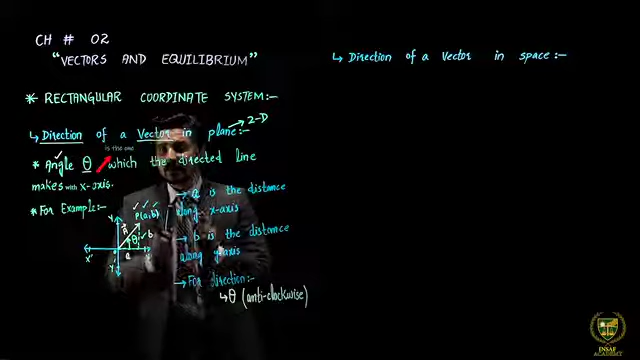 CH # 02
"VECTORS AND EQUILIBRIUM"
* RECTANGULAR COORDINATE SYSTEM:-
↳ Direction of a Vector in plane:-
→ 2-D
is the one
* Angle θ which the directed line
makes with x-axis.
* For Example:-
Y
P(a,b)
A
θ
b
X'
o
a
X
Y'
→ a is the distance
along x-axis
→ b is the distance
along y-axis
→ For direction:-
↳ θ (anti-clockwise)
↳ Direction of a Vector in space:-
INSAF
ACADEMY